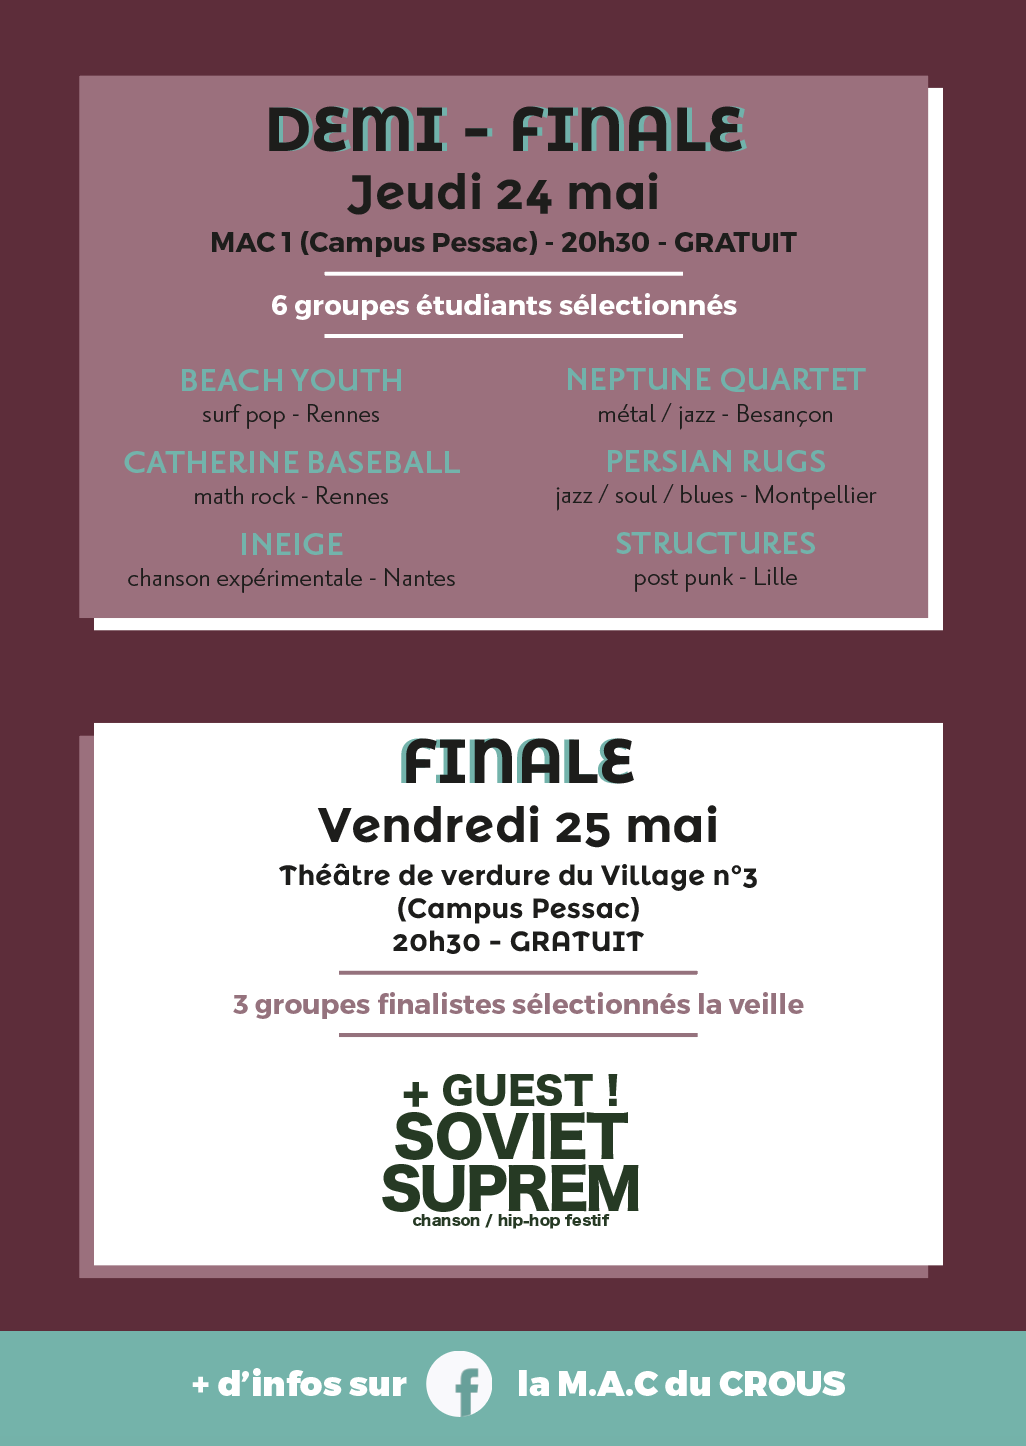 DEMI - FINALE
Jeudi 24 mai
MAC 1 (Campus Pessac) - 20h30 - GRATUIT
6 groupes étudiants sélectionnés
BEACH YOUTH
surf pop - Rennes
CATHERINE BASEBALL
math rock - Rennes
INEIGE
chanson expérimentale - Nantes
NEPTUNE QUARTET
métal / jazz - Besançon
PERSIAN RUGS
jazz / soul / blues - Montpellier
STRUCTURES
post punk - Lille
FINALE
Vendredi 25 mai
Théâtre de verdure du Village n°3
(Campus Pessac)
20h30 - GRATUIT
3 groupes finalistes sélectionnés la veille
+ GUEST !
SOVIET
SUPREM
chanson / hip-hop festif
+ d'infos sur f la M.A.C du CROUS